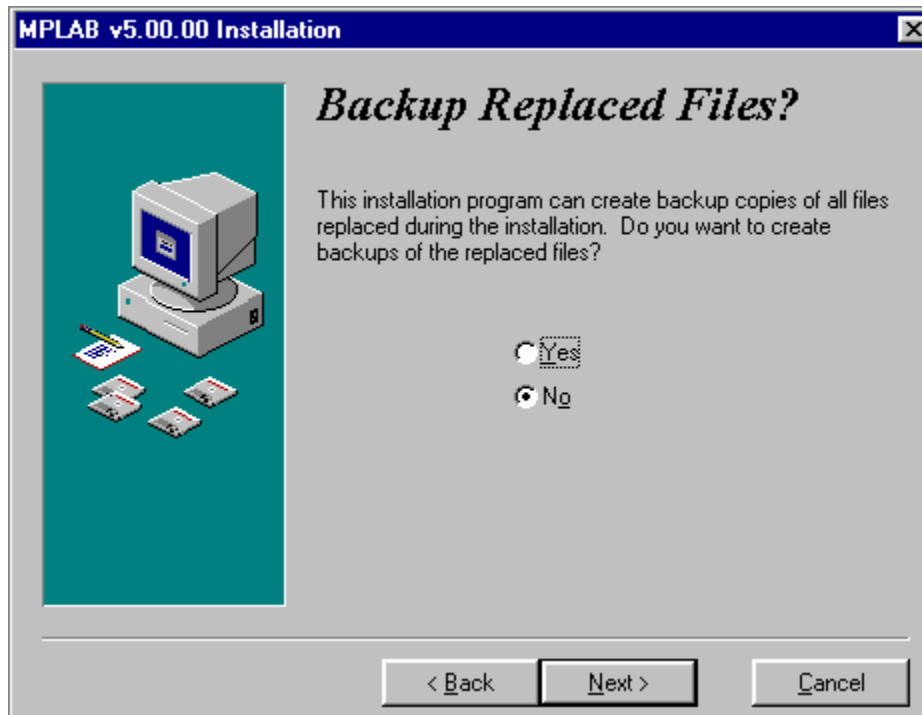 MPLAB v5.00.00 Installation
Backup Replaced Files?
This installation program can create backup copies of all files
replaced during the installation.  Do you want to create
backups of the replaced files?
Yes
No
< Back
Next >
Cancel